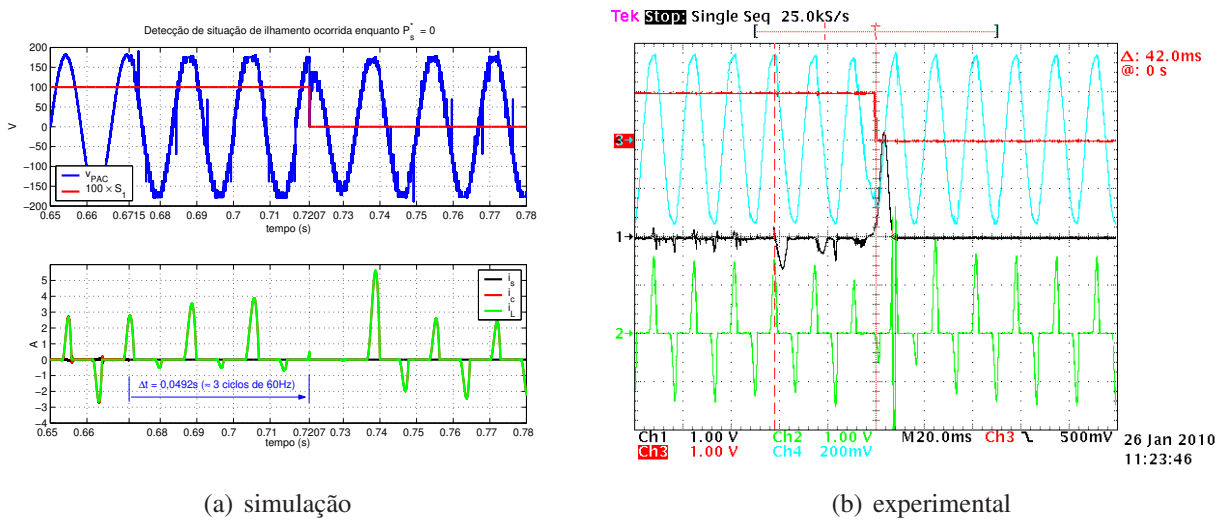 Detecção de situação de ilhamento ocorrida enquanto P*s = 0
200
150
100
50
0
-50
-100
-150
-200
V
vPAC
100 × S1
0.65 0.66 0.6715 0.68 0.69 0.7 0.71 0.7207 0.73 0.74 0.75 0.76 0.77 0.78
tempo (s)
5
4
3
2
1
0
-1
-2
-3
-4
A
is
ic
iL
Δt = 0,0492s (≈ 3 ciclos de 60Hz)
0.65 0.66 0.6715 0.68 0.69 0.7 0.71 0.7207 0.73 0.74 0.75 0.76 0.77 0.78
tempo (s)
(a) simulação
Tek Stop: Single Seq 25.0kS/s
Δ: 42.0ms
@: 0 s
3
1
2
Ch1 1.00 V Ch2 1.00 V M20.0ms Ch3 500mV
Ch3 1.00 V Ch4 200mV
26 Jan 2010
11:23:46
(b) experimental